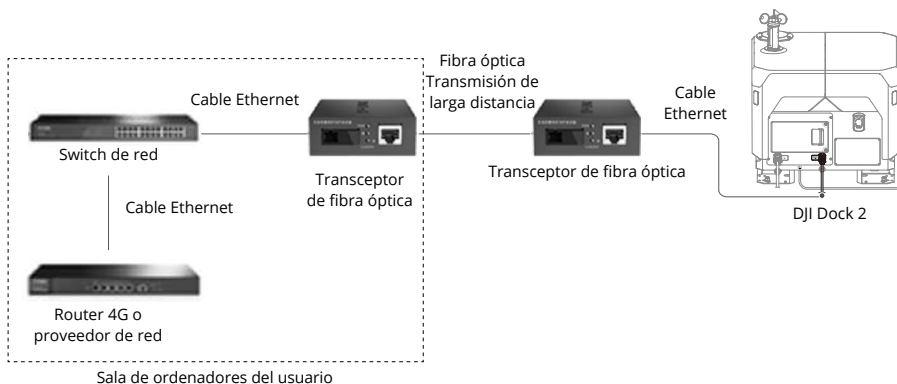 Fibra óptica
Transmisión de
larga distancia
Cable Ethernet
Cable
Ethernet
Switch de red
Transceptor
de fibra óptica
Transceptor de fibra óptica
Cable Ethernet
DJI Dock 2
Router 4G o
proveedor de red
Sala de ordenadores del usuario